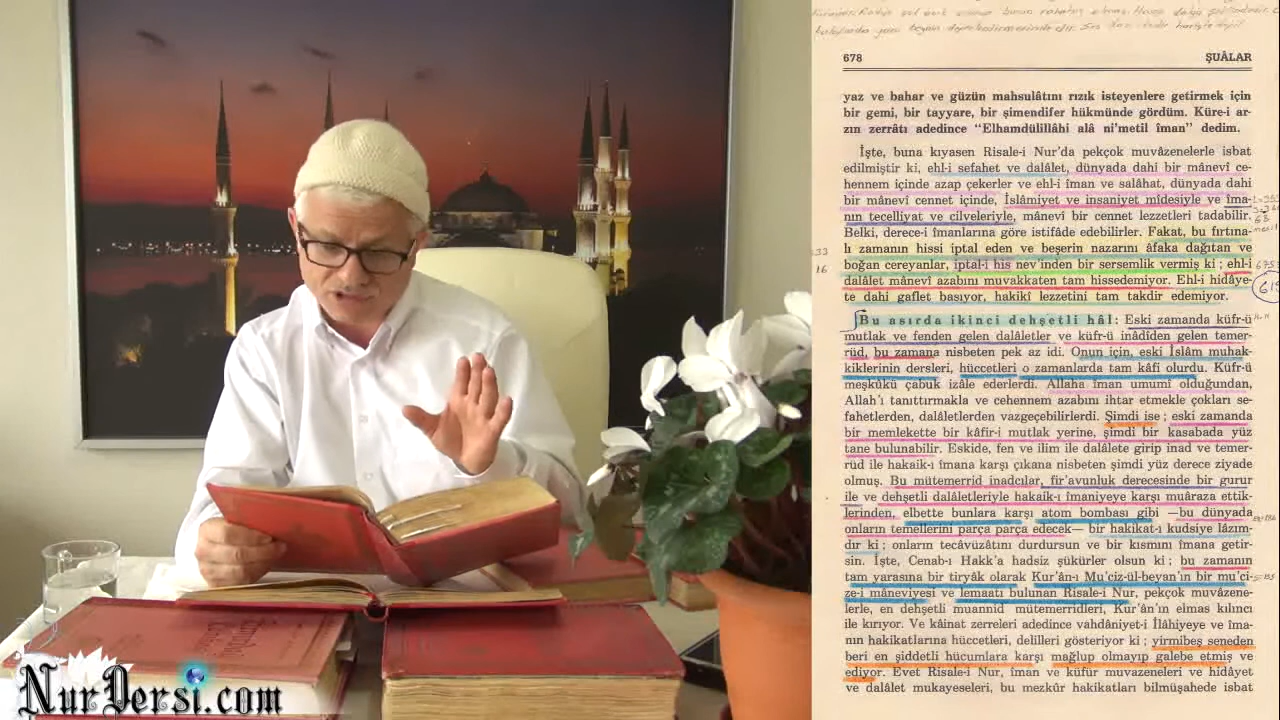 678 ŞUÂLAR
yaz ve bahar ve güzün mahsulâtını rızık isteyenlere getirmek için
bir gemi, bir tayyare, bir şimendifer hükmünde gördüm. Küre-i ar-
zın zerrâtı adedince “Elhamdülillâhi alâ ni'metil îman” dedim.
İşte, buna kıyasen Risale-i Nur'da pekçok muvâzenelerle isbat
edilmiştir ki, ehl-i sefahet ve dalâlet, dünyada dahi bir mânevî ce-
hennem içinde azap çekerler ve ehl-i îman ve salâhat, dünyada dahi
bir mânevî cennet içinde, İslâmiyet ve insaniyet mîdesiyle ve îma-
nın tecelliyat ve cilveleriyle, mânevi bir cennet lezzetleri tadabilir.
Belki, derece-i îmanlarına göre istifade edebilirler. Fakat, bu fırtına-
lı zamanın hissi iptal eden ve beşerin nazarını âfaka dağıtan ve
boğan cereyanlar, iptal-i his nev'inden bir sersemlik vermiş ki ; ehl-i
dalâlet mânevî azabını muvakkaten tam hissedemiyor. Ehl-i hidâye-
te dahi gaflet basıyor, hakikî lezzetini tam takdir edemiyor.
Bu asırda ikinci dehşetli hâl: Eski zamanda küfr-ü
mutlak ve fenden gelen dalâletler ve küfr-ü inâdîden gelen temer-
rüd, bu zamana nisbeten pek az idi. Onun için, eski İslâm muhak-
kiklerinin dersleri, hüccetleri o zamanlarda tam kâfi olurdu. Küfr-ü
meşkûkü çabuk izâle ederlerdi. Allaha îman umumî olduğundan,
Allah'ı tanıttırmakla ve cehennem azabını ihtar etmekle çokları se-
fahetlerden, dalâletlerden vazgeçebilirlerdi. Şimdi ise ; eski zamanda
bir memlekette bir kâfir-i mutlak yerine, şimdi bir kasabada yüz
tane bulunabilir. Eskide, fen ve ilim ile dalâlete girip inad ve temer-
rüd ile hakaik-ı îmana karşı çıkana nisbeten şimdi yüz derece ziyade
olmuş. Bu mütemerrid inadcılar, fir'avunluk derecesinde bir gurur
ile ve dehşetli dalâletleriyle hakaik-ı îmaniyeye karşı muâraza ettik-
lerinden, elbette bunlara karşı atom bombası gibi —bu dünyada
onların temellerini parça parça edecek— bir hakikat-ı kudsiye lâzım-
dır ki ; onların tecâvüzâtını durdursun ve bir kısmını îmana getir-
sin. İşte, Cenab-ı Hakk'a hadsiz şükürler olsun ki ; bu zamanın
tam yarasına bir tiryâk olarak Kur'ân-ı Mu'ciz-ül-beyan'ın bir mu'ci-
ze-i mâneviyesi ve lemaatı bulunan Risale-i Nur, pekçok muvâzene-
lerle, en dehşetli muannid mütemerridleri, Kur'ân'ın elmas kılıncı
ile kırıyor. Ve kâinat zerreleri adedince vahdâniyet-i İlâhiyeye ve îma-
nın hakikatlarına hüccetleri, delilleri gösteriyor ki ; yirmibeş seneden
beri en şiddetli hücumlara karşı mağlup olmayıp galebe etmiş ve
ediyor. Evet Risale-i Nur, îman ve küfür muvazeneleri ve hidâyet
ve dalâlet mukayeseleri, bu mezkûr hakikatları bilmüşahede isbat
NurDersi.com